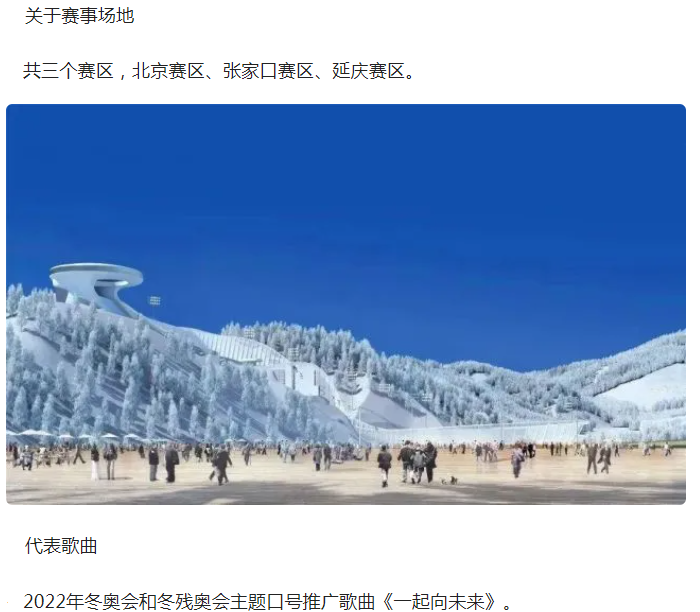 关于赛事场地
共三个赛区，北京赛区、张家口赛区、延庆赛区。
代表歌曲
2022年冬奥会和冬残奥会主题口号推广歌曲《一起向未来》。